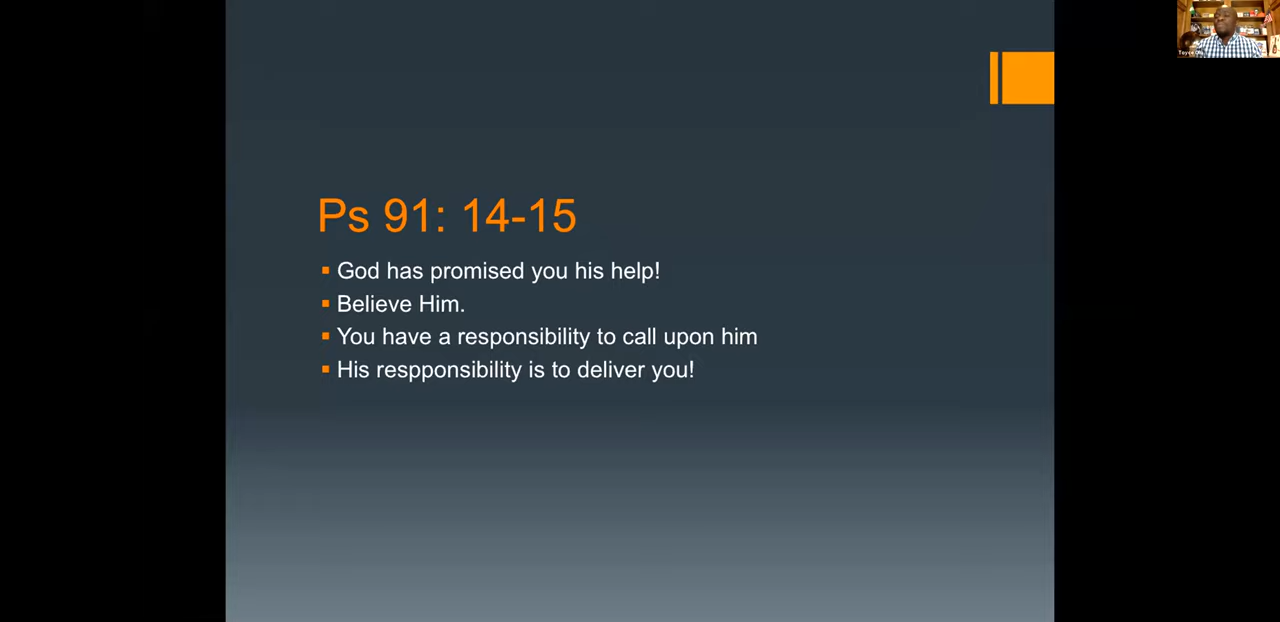 Ps 91: 14-15
God has promised you his help!
Believe Him.
You have a responsibility to call upon him
His respponsibility is to deliver you!